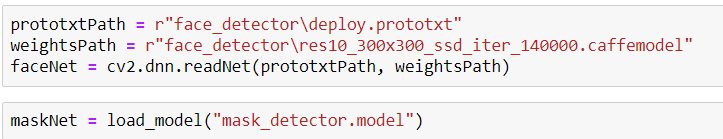 prototxtPath = r"face_detector\deploy.prototxt"
weightsPath = r"face_detector\res10_300x300_ssd_iter_140000.caffemodel"
faceNet = cv2.dnn.readNet(prototxtPath, weightsPath)
maskNet = load_model("mask_detector.model")